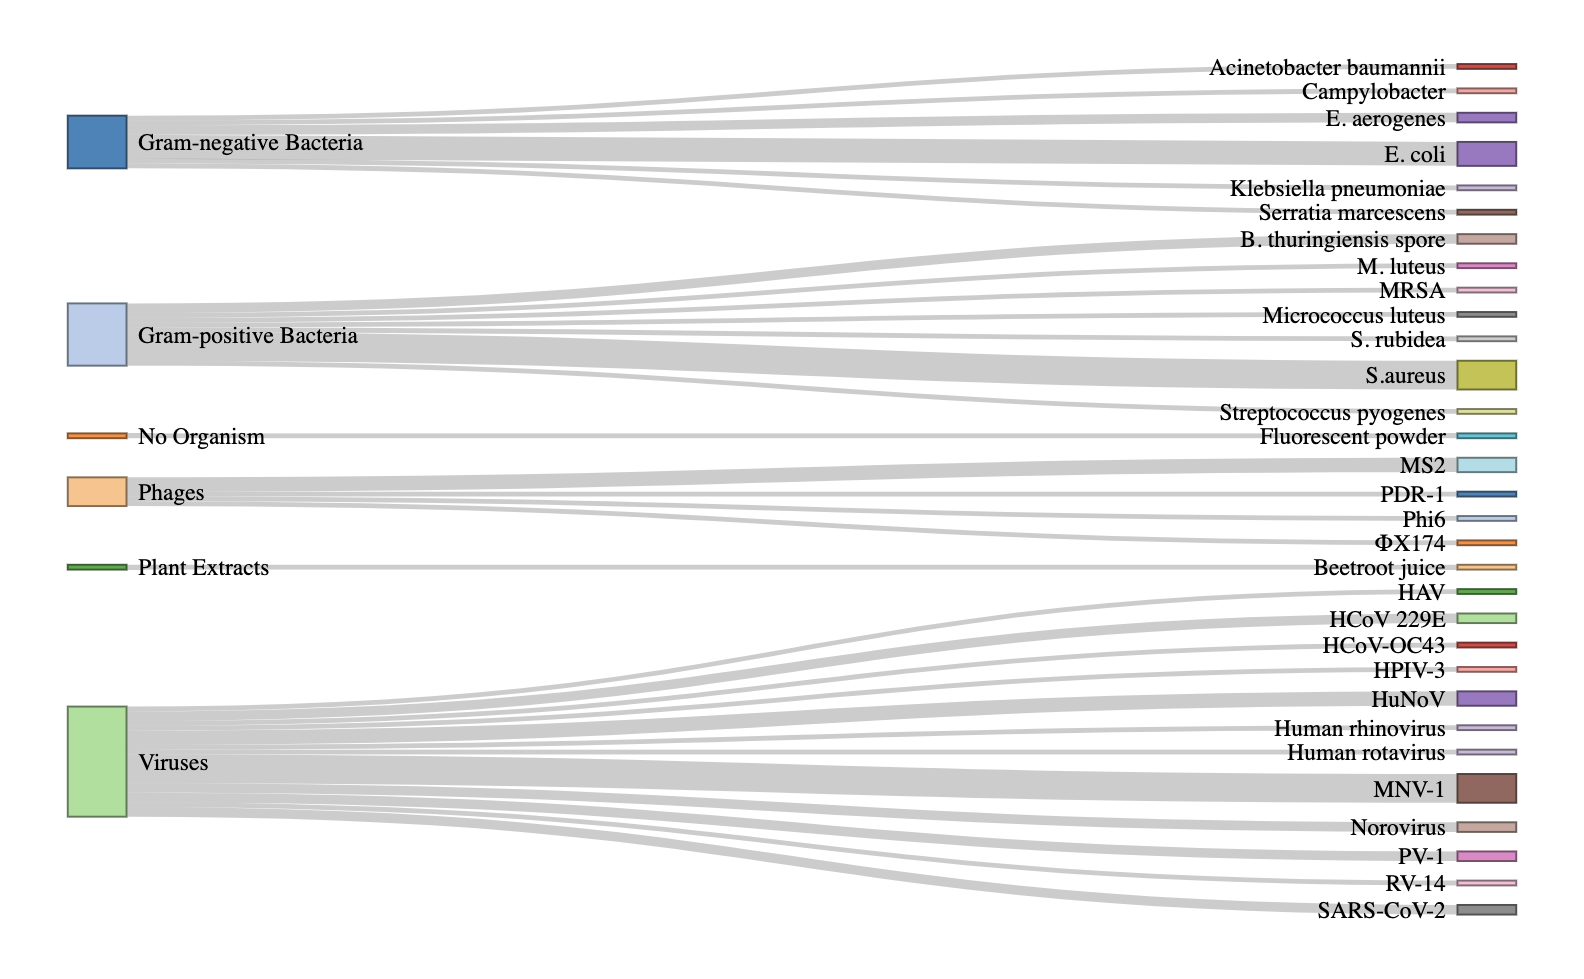 Gram-negative Bacteria
Gram-positive Bacteria
No Organism
Phages
Plant Extracts
Viruses
Acinetobacter baumannii
Campylobacter
E. aerogenes
E. coli
Klebsiella pneumoniae
Serratia marcescens
B. thuringiensis spore
M. luteus
MRSA
Micrococcus luteus
S. rubidea
S.aureus
Streptococcus pyogenes
Fluorescent powder
MS2
PDR-1
Phi6
ΦX174
Beetroot juice
HAV
HCoV 229E
HCoV-OC43
HPIV-3
HuNoV
Human rhinovirus
Human rotavirus
MNV-1
Norovirus
PV-1
RV-14
SARS-CoV-2